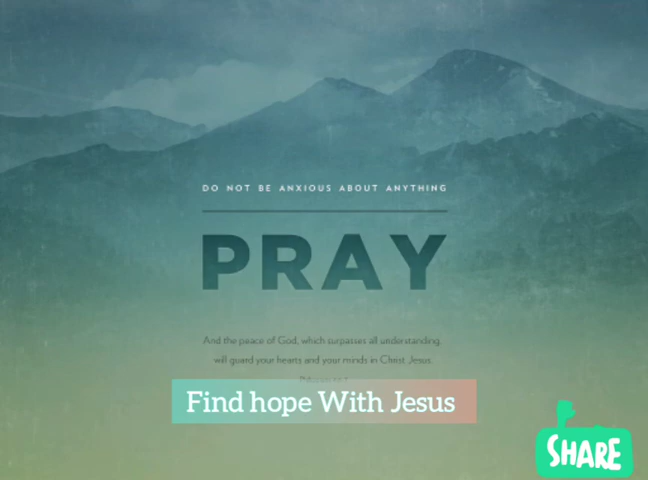 DO NOT BE ANXIOUS ABOUT ANYTHING
PRAY
And the peace of God, which surpasses all understanding,
will guard your hearts and your minds in Christ Jesus.
Find hope With Jesus
SHARE